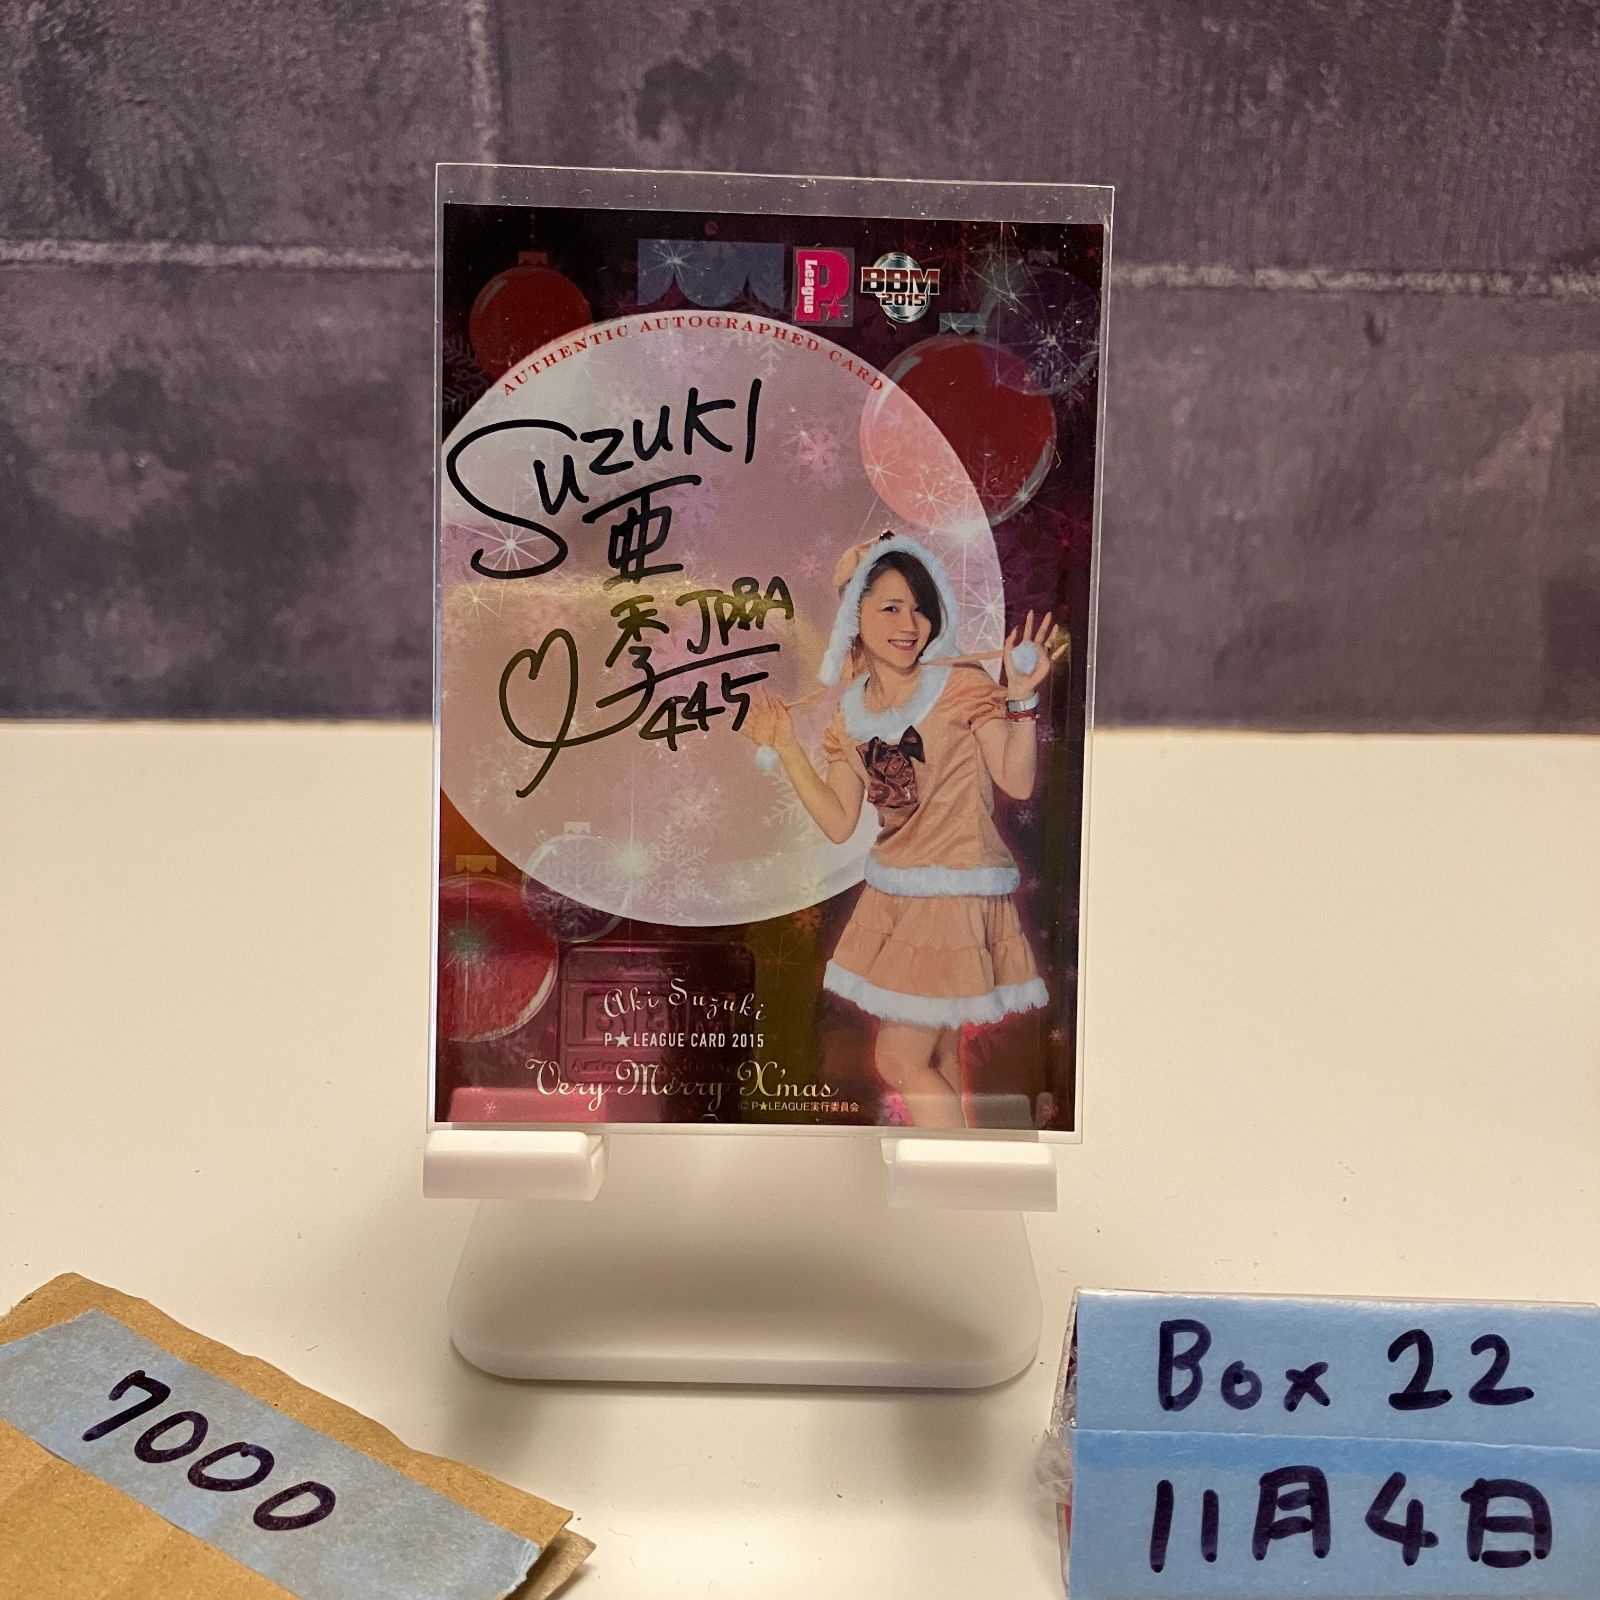 P League
BBM
2015
AUTHENTIC AUTOGRAPHED CARD
SUZUKI
亜
季 JPBA
445
Aki Suzuki
P★LEAGUE CARD 2015
Very Merry X'mas
© P★LEAGUE実行委員会
7000
Box 22
11月4日